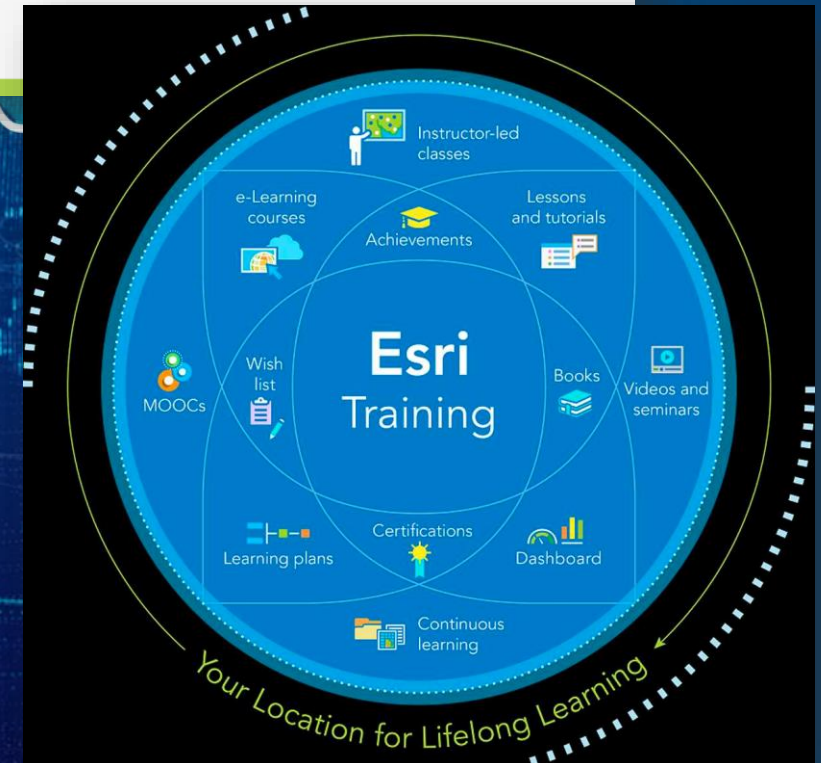 Instructor-led
classes
e-Learning
courses
Lessons
and tutorials
Achievements
Esri
Training
Wish
list
Books
MOOCs
Videos and
seminars
Learning plans
Certifications
Dashboard
Continuous
learning
Your Location for Lifelong Learning